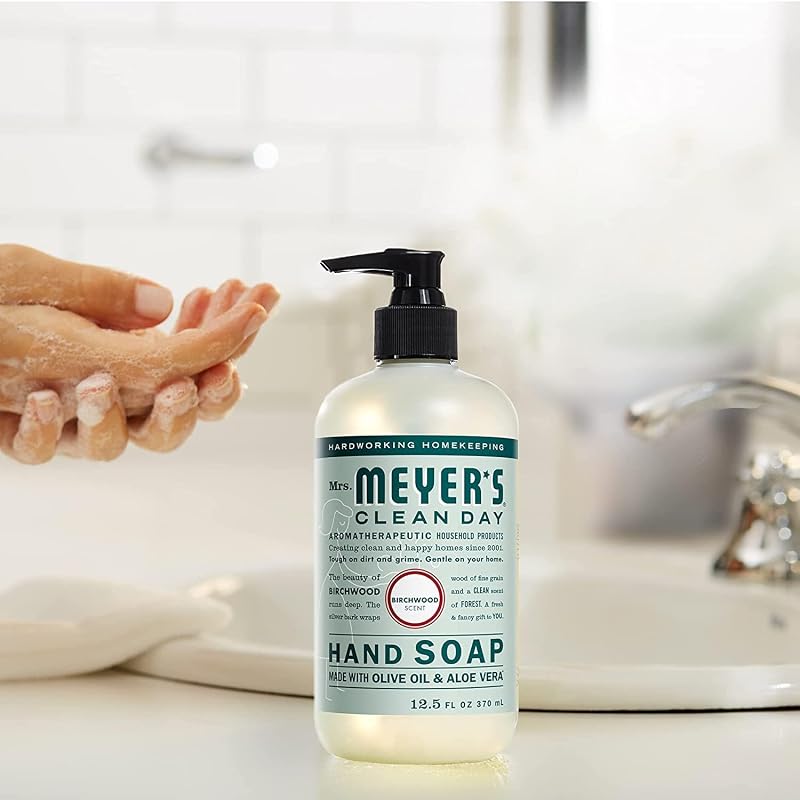 HARDWORKING HOMEKEEPING
Mrs. MEYER'S®
CLEAN DAY
AROMATHERAPEUTIC HOUSEHOLD PRODUCTS
Creating clean and happy homes since 2001.
Tough on dirt and grime. Gentle on your home.
The beauty of
BIRCHWOOD
runs deep. The
silver bark wraps
BIRCHWOOD
SCENT
wood of fine grain
and a CLEAN scent
of FOREST. A fresh
& fancy gift to YOU.
HAND SOAP
MADE WITH OLIVE OIL & ALOE VERA
12.5 FL OZ 370 mL